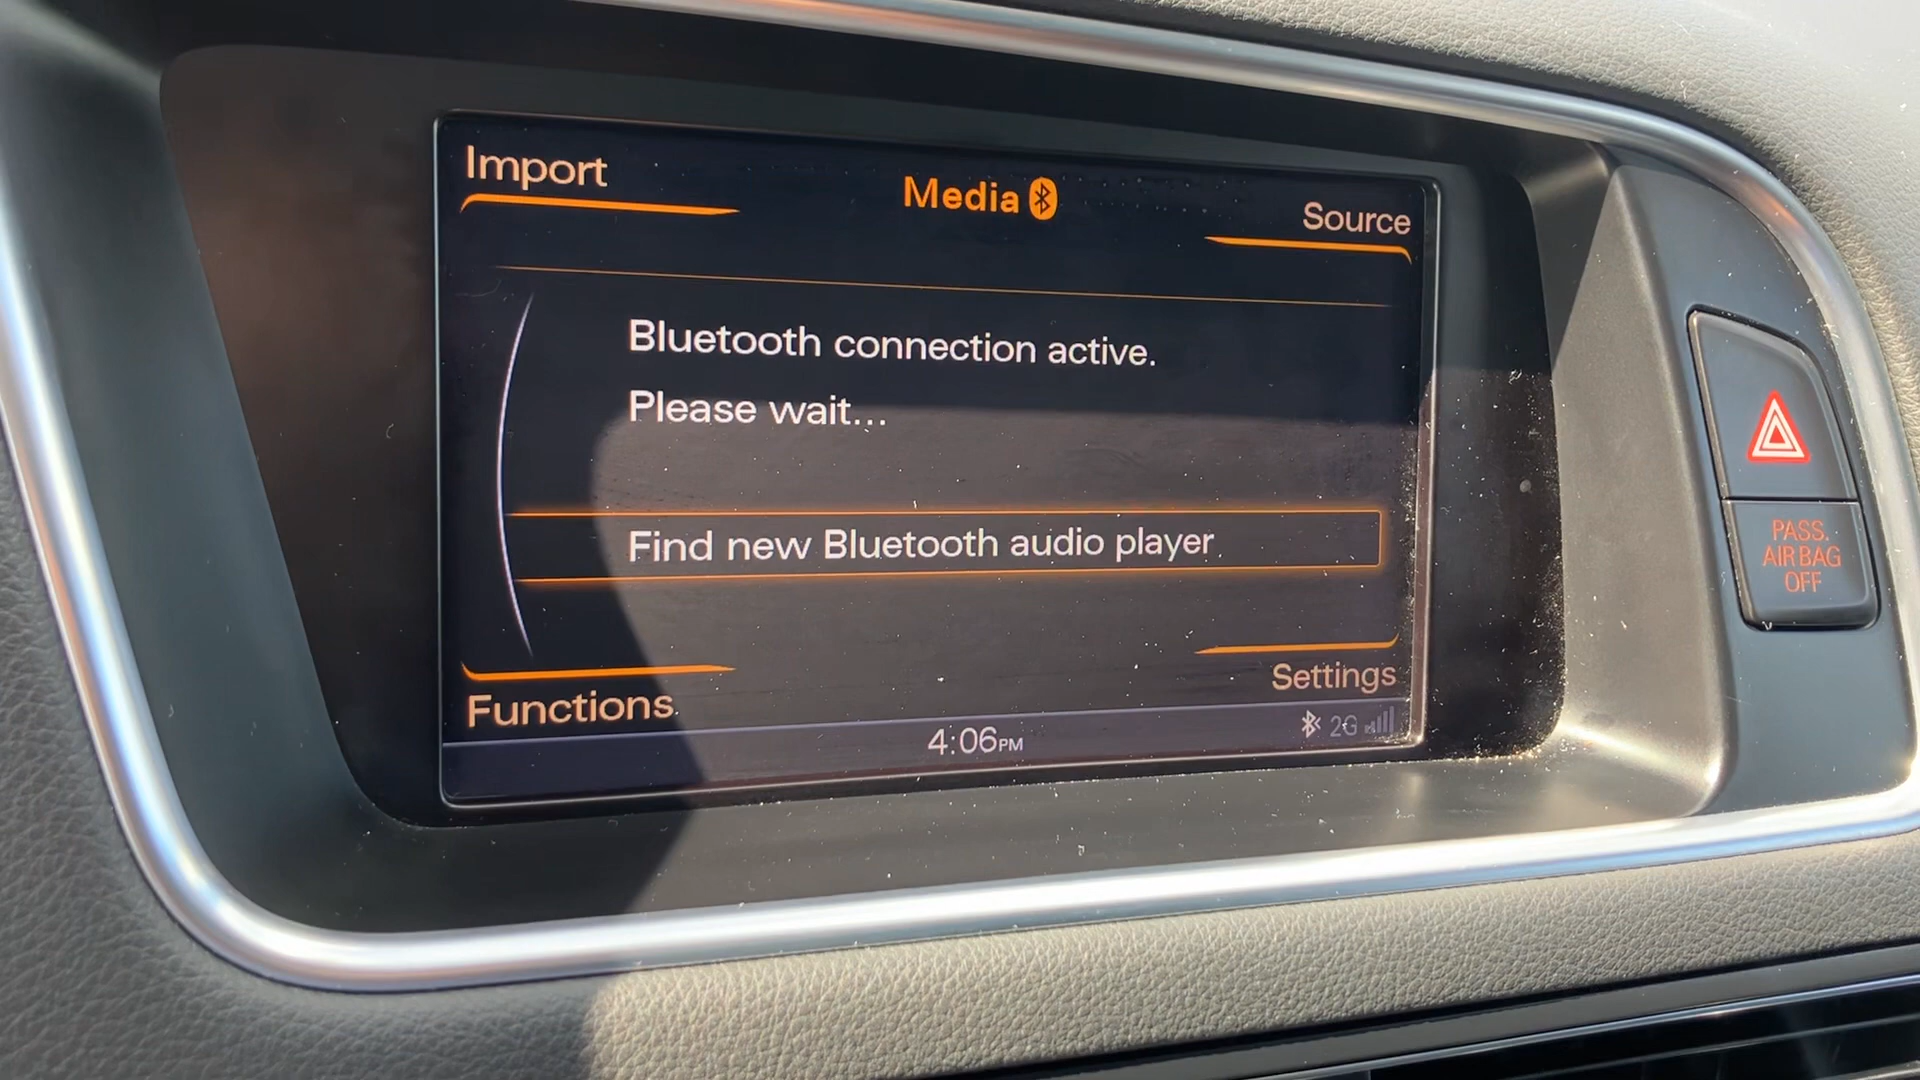 Import
Media
Source
Bluetooth connection active.
Please wait...
Find new Bluetooth audio player
Settings
Functions
4:06PM
2G
PASS.
AIR BAG
OFF